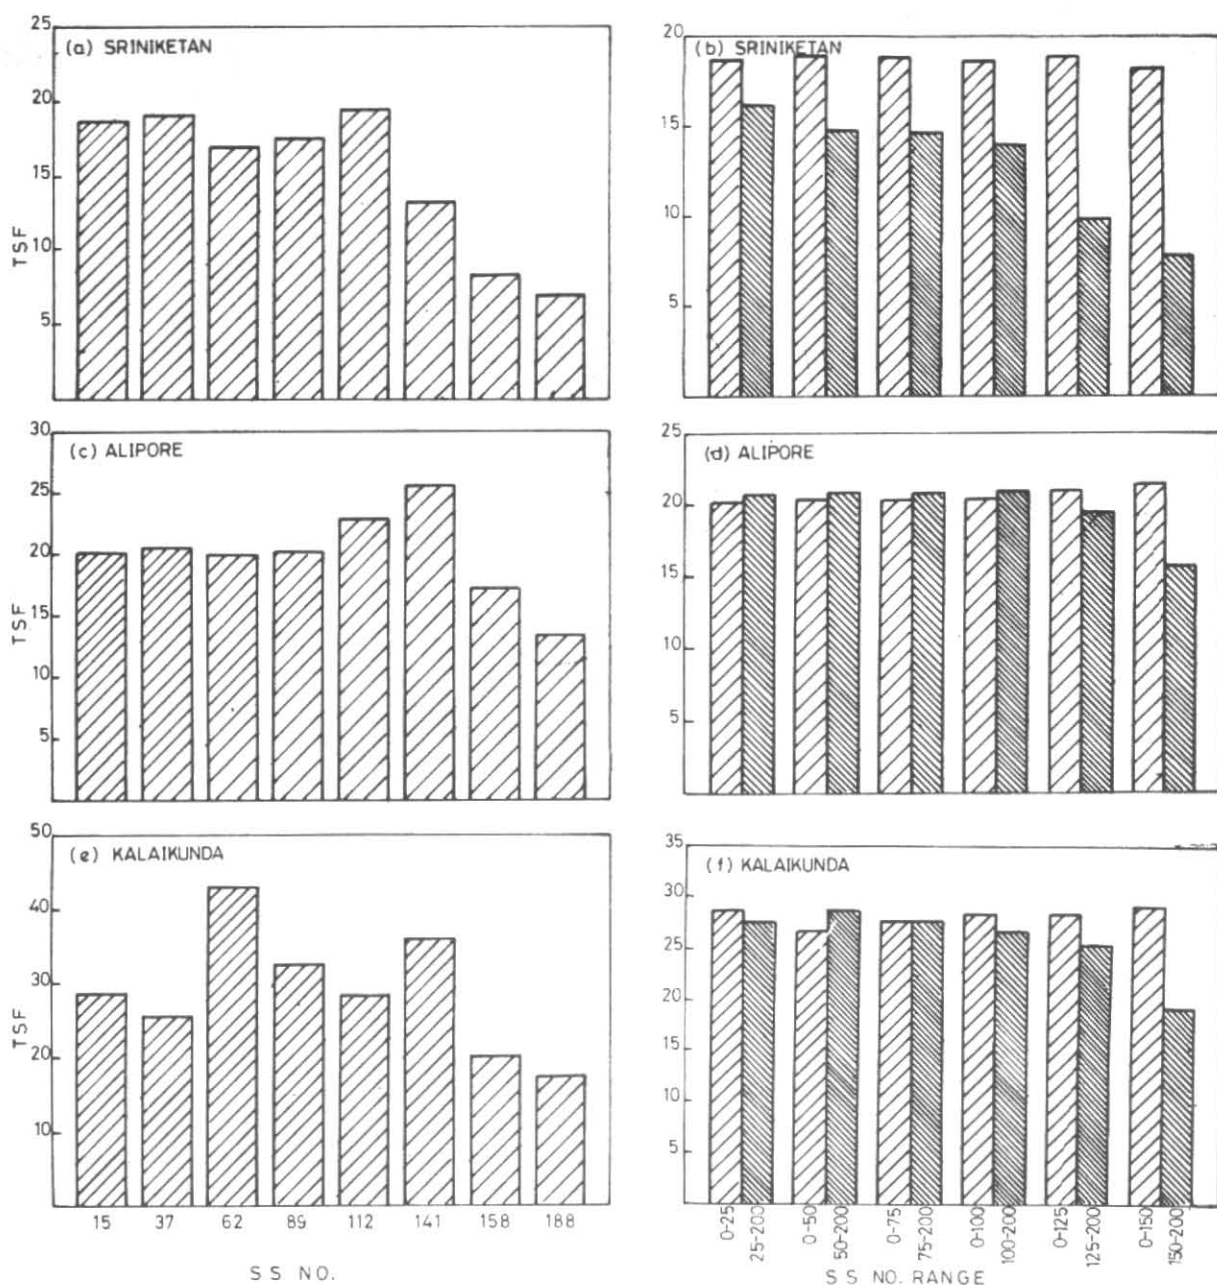 (a) SRINIKETAN
25
20
15
10
5
TSF
(b) SRINIKETAN
20
15
10
5
(c) ALIPORE
30
25
20
15
10
5
TSF
(d) ALIPORE
25
20
15
10
5
(e) KALAIKUNDA
50
40
30
20
10
TSF
15 37 62 89 112 141 158 188
SS NO.
(f) KALAIKUNDA
35
30
25
20
15
10
5
0-25 25-200 0-50 50-200 0-75 75-200 0-100 100-200 0-125 125-200 0-150 150-200
SS NO. RANGE